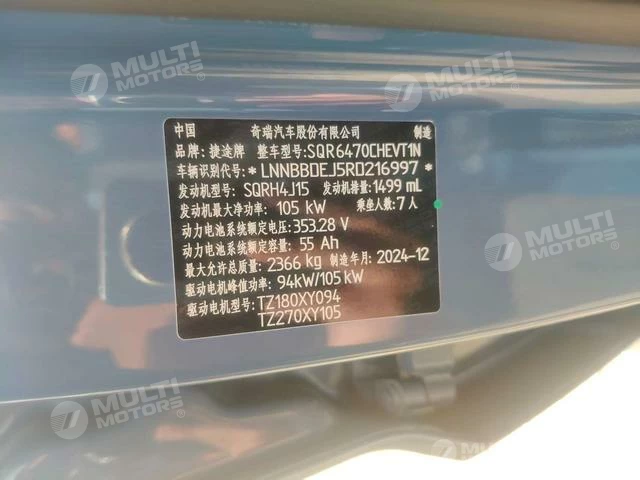 MULTI
MOTORS
MULTI
MOTORS
MULTI
MOTORS
中国 奇瑞汽车股份有限公司 制造
品牌: 捷途牌 整车型号:SQR6470CHEVT1N
车辆识别代号: *LNNBBDEJ5RD216997*
发动机型号: SQRH4J15 发动机排量: 1499 mL
发动机最大净功率: 105 kW 乘坐人数: 7人
动力电池系统额定电压: 353.28 V
动力电池系统额定容量: 55 Ah
最大允许总质量: 2366 kg 制造年月: 2024-12
驱动电机峰值功率: 94kW/105 kW
驱动电机型号: TZ180XY094
TZ270XY105
MULTI
MOTORS
MULTI
MOTORS